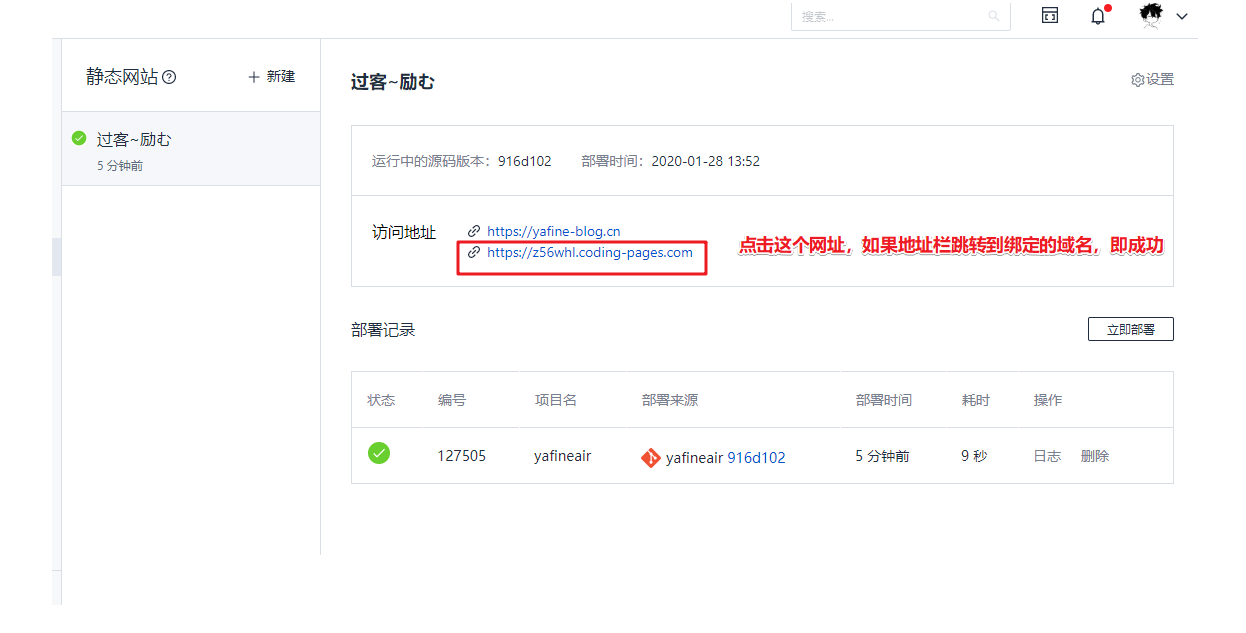 搜索...
静态网站
+ 新建
过客~励む
5 分钟前
过客~励む
设置
运行中的源码版本：916d102 部署时间：2020-01-28 13:52
访问地址
https://yafine-blog.cn
https://z56whl.coding-pages.com
点击这个网址，如果地址栏跳转到绑定的域名，即成功
部署记录
立即部署
状态 编号 项目名 部署来源 部署时间 耗时 操作
127505 yafineair yafineair 916d102 5 分钟前 9 秒 日志 删除